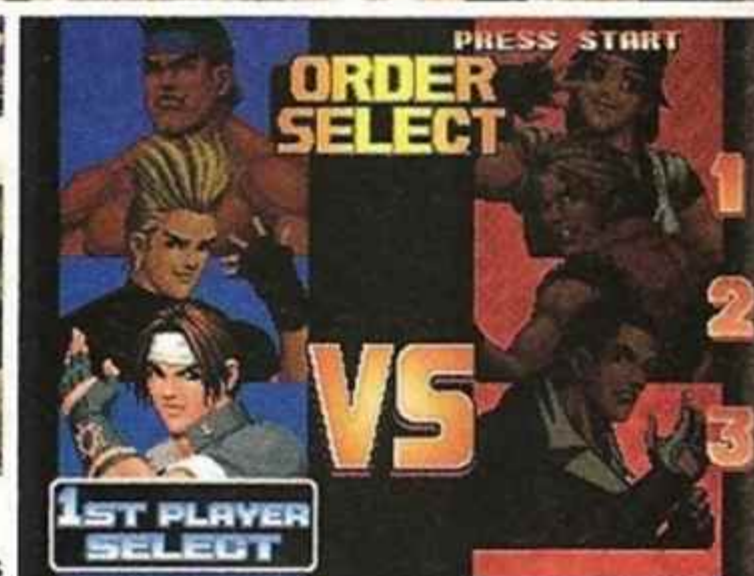 PRESS START
ORDER
SELECT
1
2
VS
3
1ST PLAYER
SELECT